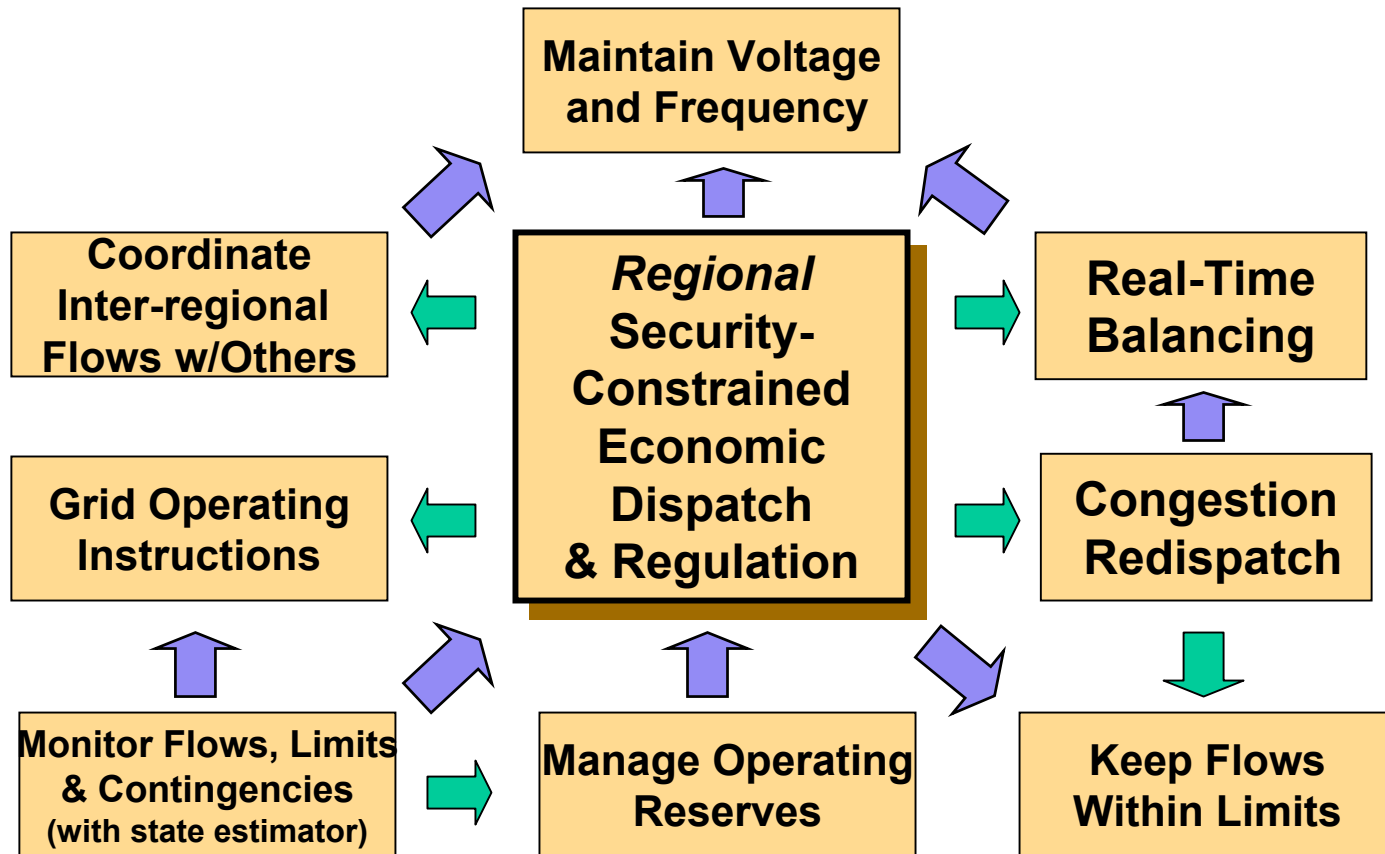 Maintain Voltage
and Frequency
Coordinate
Inter-regional
Flows w/Others
Regional
Security-
Constrained
Economic
Dispatch
& Regulation
Real-Time
Balancing
Grid Operating
Instructions
Congestion
Redispatch
Monitor Flows, Limits
& Contingencies
(with state estimator)
Manage Operating
Reserves
Keep Flows
Within Limits